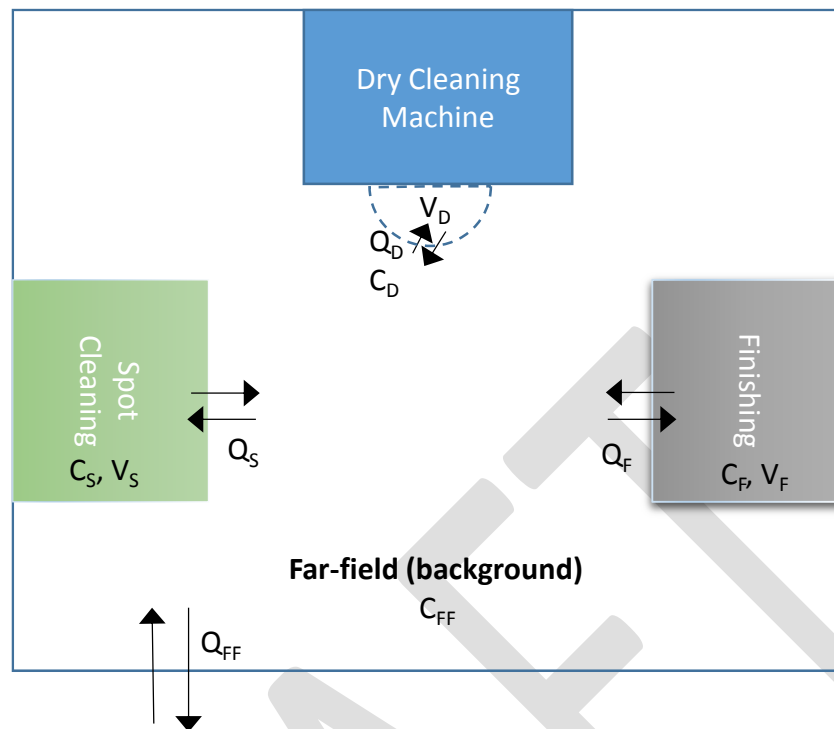 Dry Cleaning
Machine
V_D
Q_D
C_D
Spot
Cleaning
C_S, V_S
Q_S
Finishing
C_F, V_F
Q_F
Far-field (background)
C_FF
Q_FF